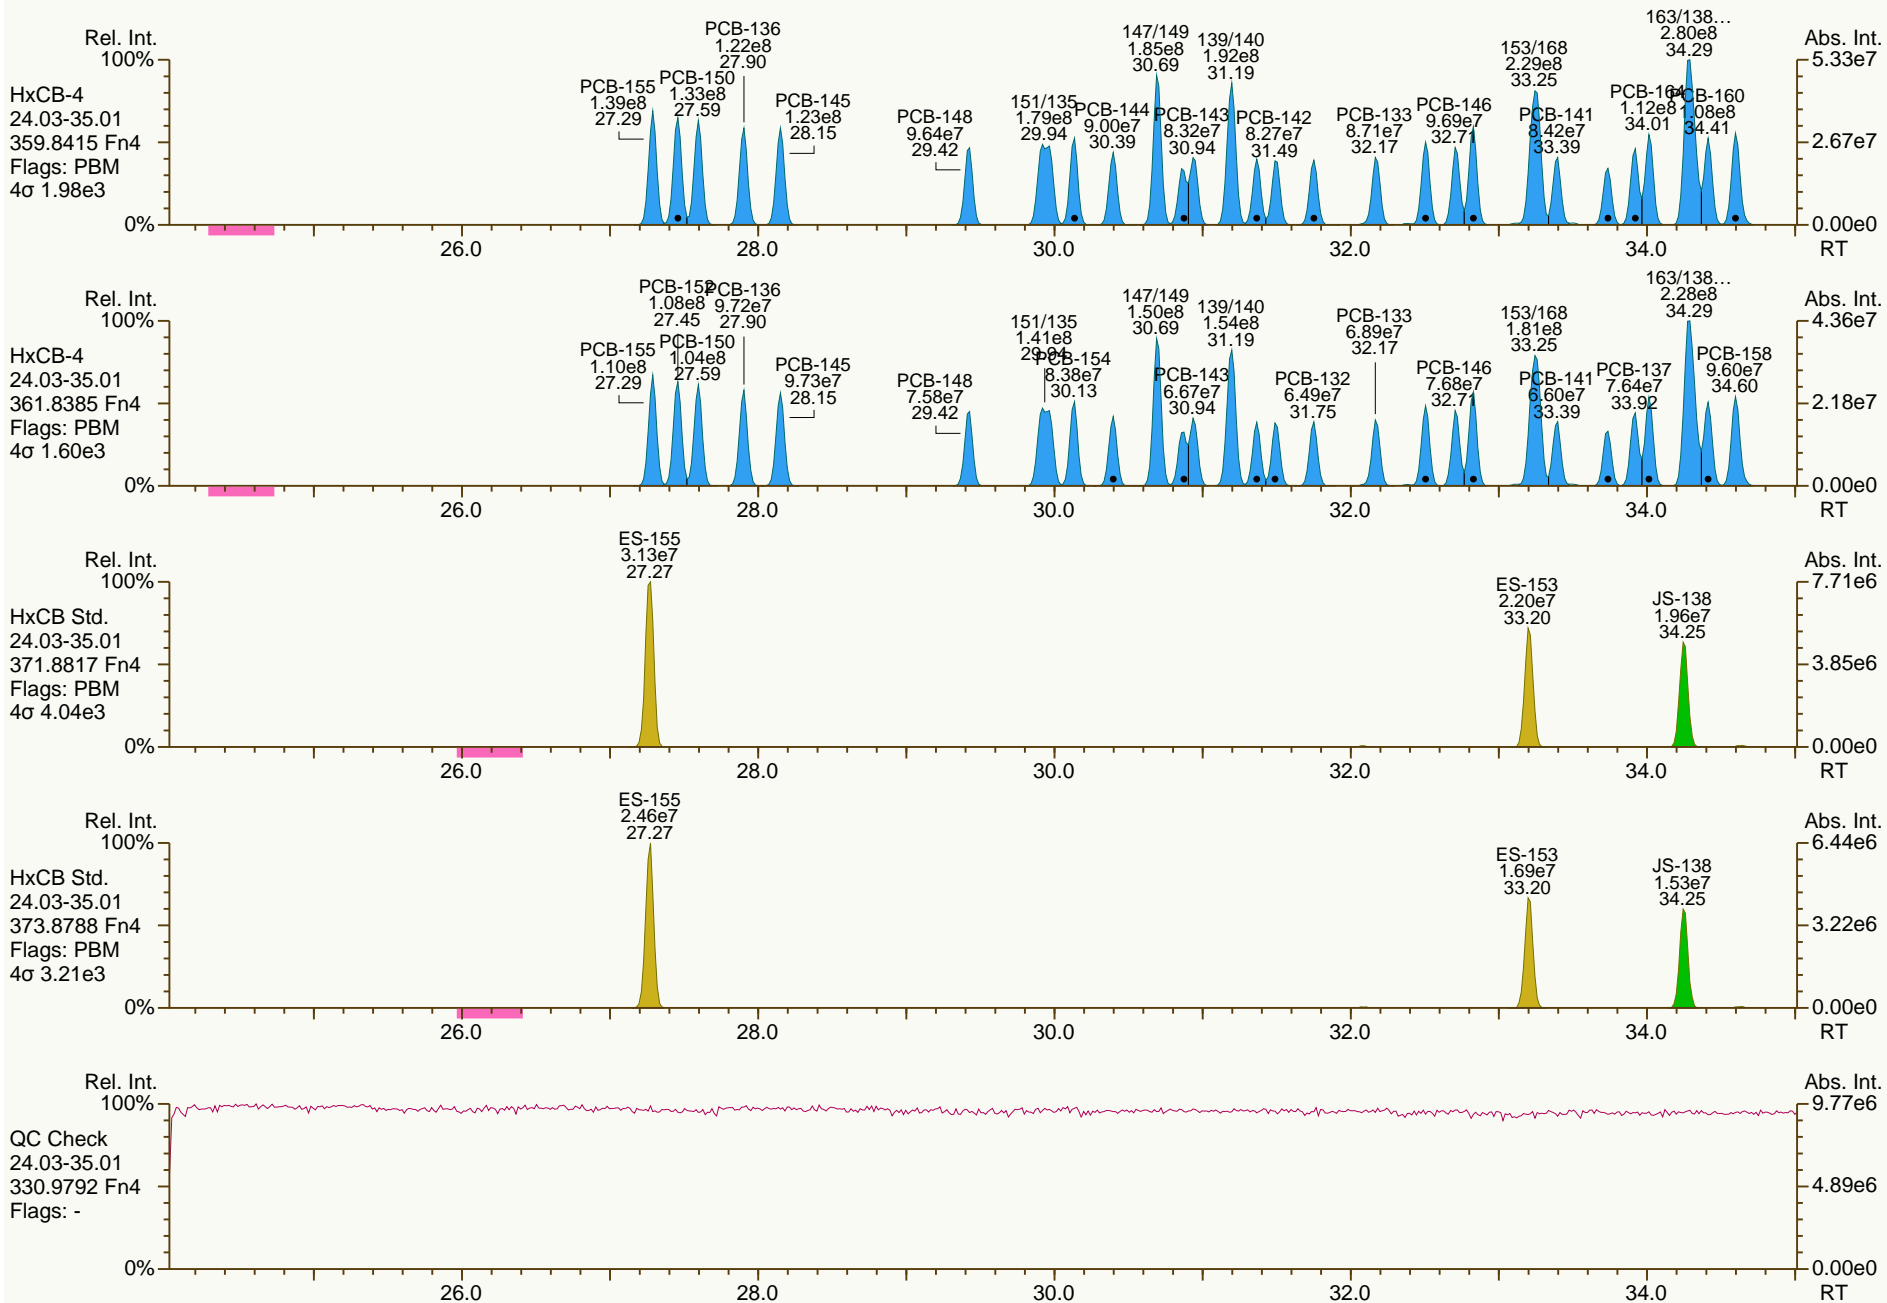 Rel. Int.
100%
0%
HxCB-4
24.03-35.01
359.8415 Fn4
Flags: PBM
4σ 1.98e3
PCB-155
1.39e8
27.29
PCB-150
1.33e8
27.59
PCB-136
1.22e8
27.90
PCB-145
1.23e8
28.15
PCB-148
9.64e7
29.42
151/135
1.79e8
29.94
PCB-144
9.00e7
30.39
147/149
1.85e8
30.69
PCB-143
8.32e7
30.94
139/140
1.92e8
31.19
PCB-142
8.27e7
31.49
PCB-133
8.71e7
32.17
PCB-146
9.69e7
32.71
153/168
2.29e8
33.25
PCB-141
8.42e7
33.39
PCB-164
1.12e8
34.01
163/138...
2.80e8
34.29
PCB-160
1.08e8
34.41
Abs. Int.
5.33e7
2.67e7
0.00e0
26.0
28.0
30.0
32.0
34.0
RT
Rel. Int.
100%
0%
HxCB-4
24.03-35.01
361.8385 Fn4
Flags: PBM
4σ 1.60e3
PCB-155
1.10e8
27.29
PCB-152
1.08e8
27.45
PCB-150
1.04e8
27.59
PCB-136
9.72e7
27.90
PCB-145
9.73e7
28.15
PCB-148
7.58e7
29.42
151/135
1.41e8
29.94
PCB-154
8.38e7
30.13
147/149
1.50e8
30.69
PCB-143
6.67e7
30.94
139/140
1.54e8
31.19
PCB-132
6.49e7
31.75
PCB-133
6.89e7
32.17
PCB-146
7.68e7
32.71
153/168
1.81e8
33.25
PCB-141
6.60e7
33.39
PCB-137
7.64e7
33.92
163/138...
2.28e8
34.29
PCB-158
9.60e7
34.60
Abs. Int.
4.36e7
2.18e7
0.00e0
26.0
28.0
30.0
32.0
34.0
RT
Rel. Int.
100%
0%
HxCB Std.
24.03-35.01
371.8817 Fn4
Flags: PBM
4σ 4.04e3
ES-155
3.13e7
27.27
ES-153
2.20e7
33.20
JS-138
1.96e7
34.25
Abs. Int.
7.71e6
3.85e6
0.00e0
26.0
28.0
30.0
32.0
34.0
RT
Rel. Int.
100%
0%
HxCB Std.
24.03-35.01
373.8788 Fn4
Flags: PBM
4σ 3.21e3
ES-155
2.46e7
27.27
ES-153
1.69e7
33.20
JS-138
1.53e7
34.25
Abs. Int.
6.44e6
3.22e6
0.00e0
26.0
28.0
30.0
32.0
34.0
RT
Rel. Int.
100%
0%
QC Check
24.03-35.01
330.9792 Fn4
Flags: -
Abs. Int.
9.77e6
4.89e6
0.00e0
26.0
28.0
30.0
32.0
34.0
RT